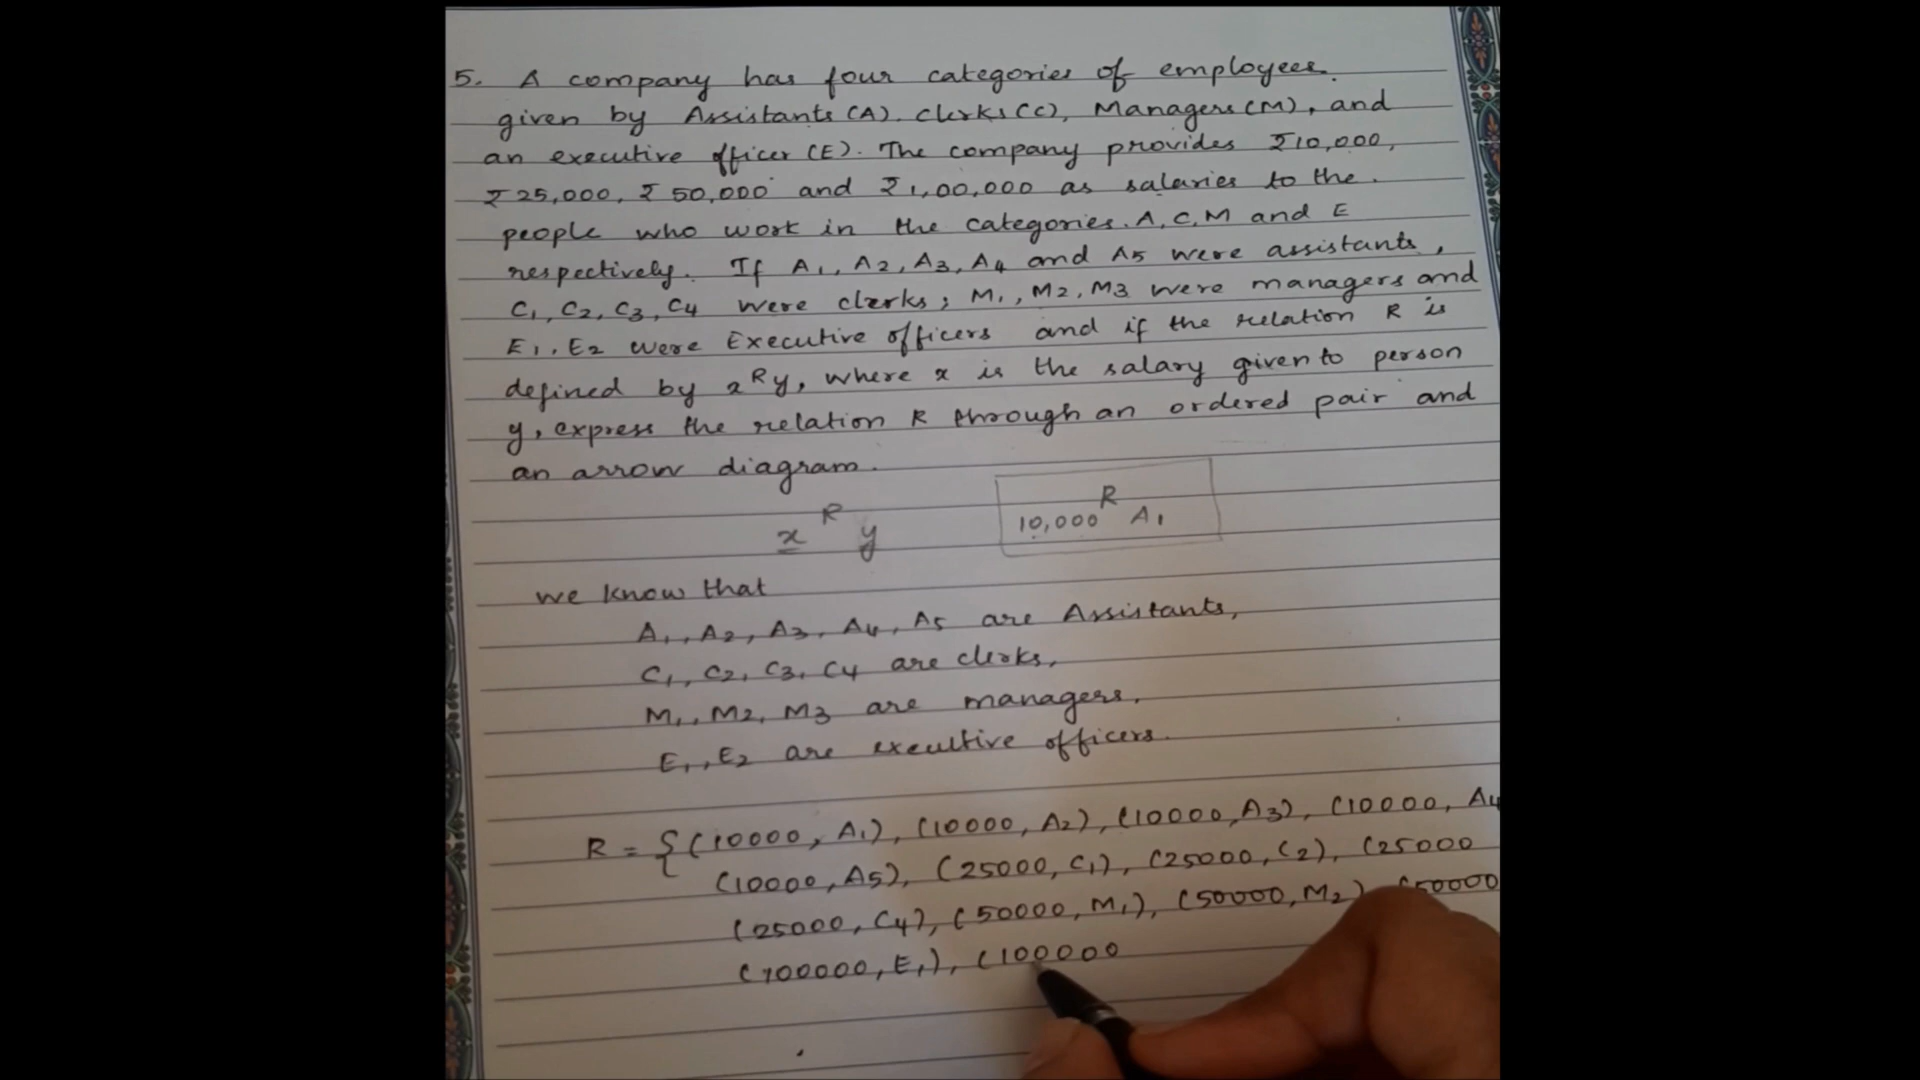 5. A company has four categories of employees.
given by Assistants (A). Clerks (C), Managers (M), and
an executive officer (E). The company provides ₹10,000,
₹25,000, ₹50,000 and ₹1,00,000 as salaries to the.
people who work in the categories. A, C, M and E
respectively. If A1, A2, A3, A4 and A5 were assistants,
C1, C2, C3, C4 were clerks; M1, M2, M3 were managers and
E1, E2 were Executive officers and if the relation R is
defined by xRy, where x is the salary given to person
y, express the relation R through an ordered pair and
an arrow diagram.
x R y
10,000 R A1
we know that
A1, A2, A3, A4, A5 are Assistants,
C1, C2, C3, C4 are clerks,
M1, M2, M3 are managers,
E1, E2 are exeultive officers.
R = {(10000, A1), (10000, A2), (10000, A3), (10000, A4
(10000, A5), (25000, C1), (25000, C2), (25000
(25000, C4), (50000, M1), (50000, M2) (50000
(100000, E1), (100000